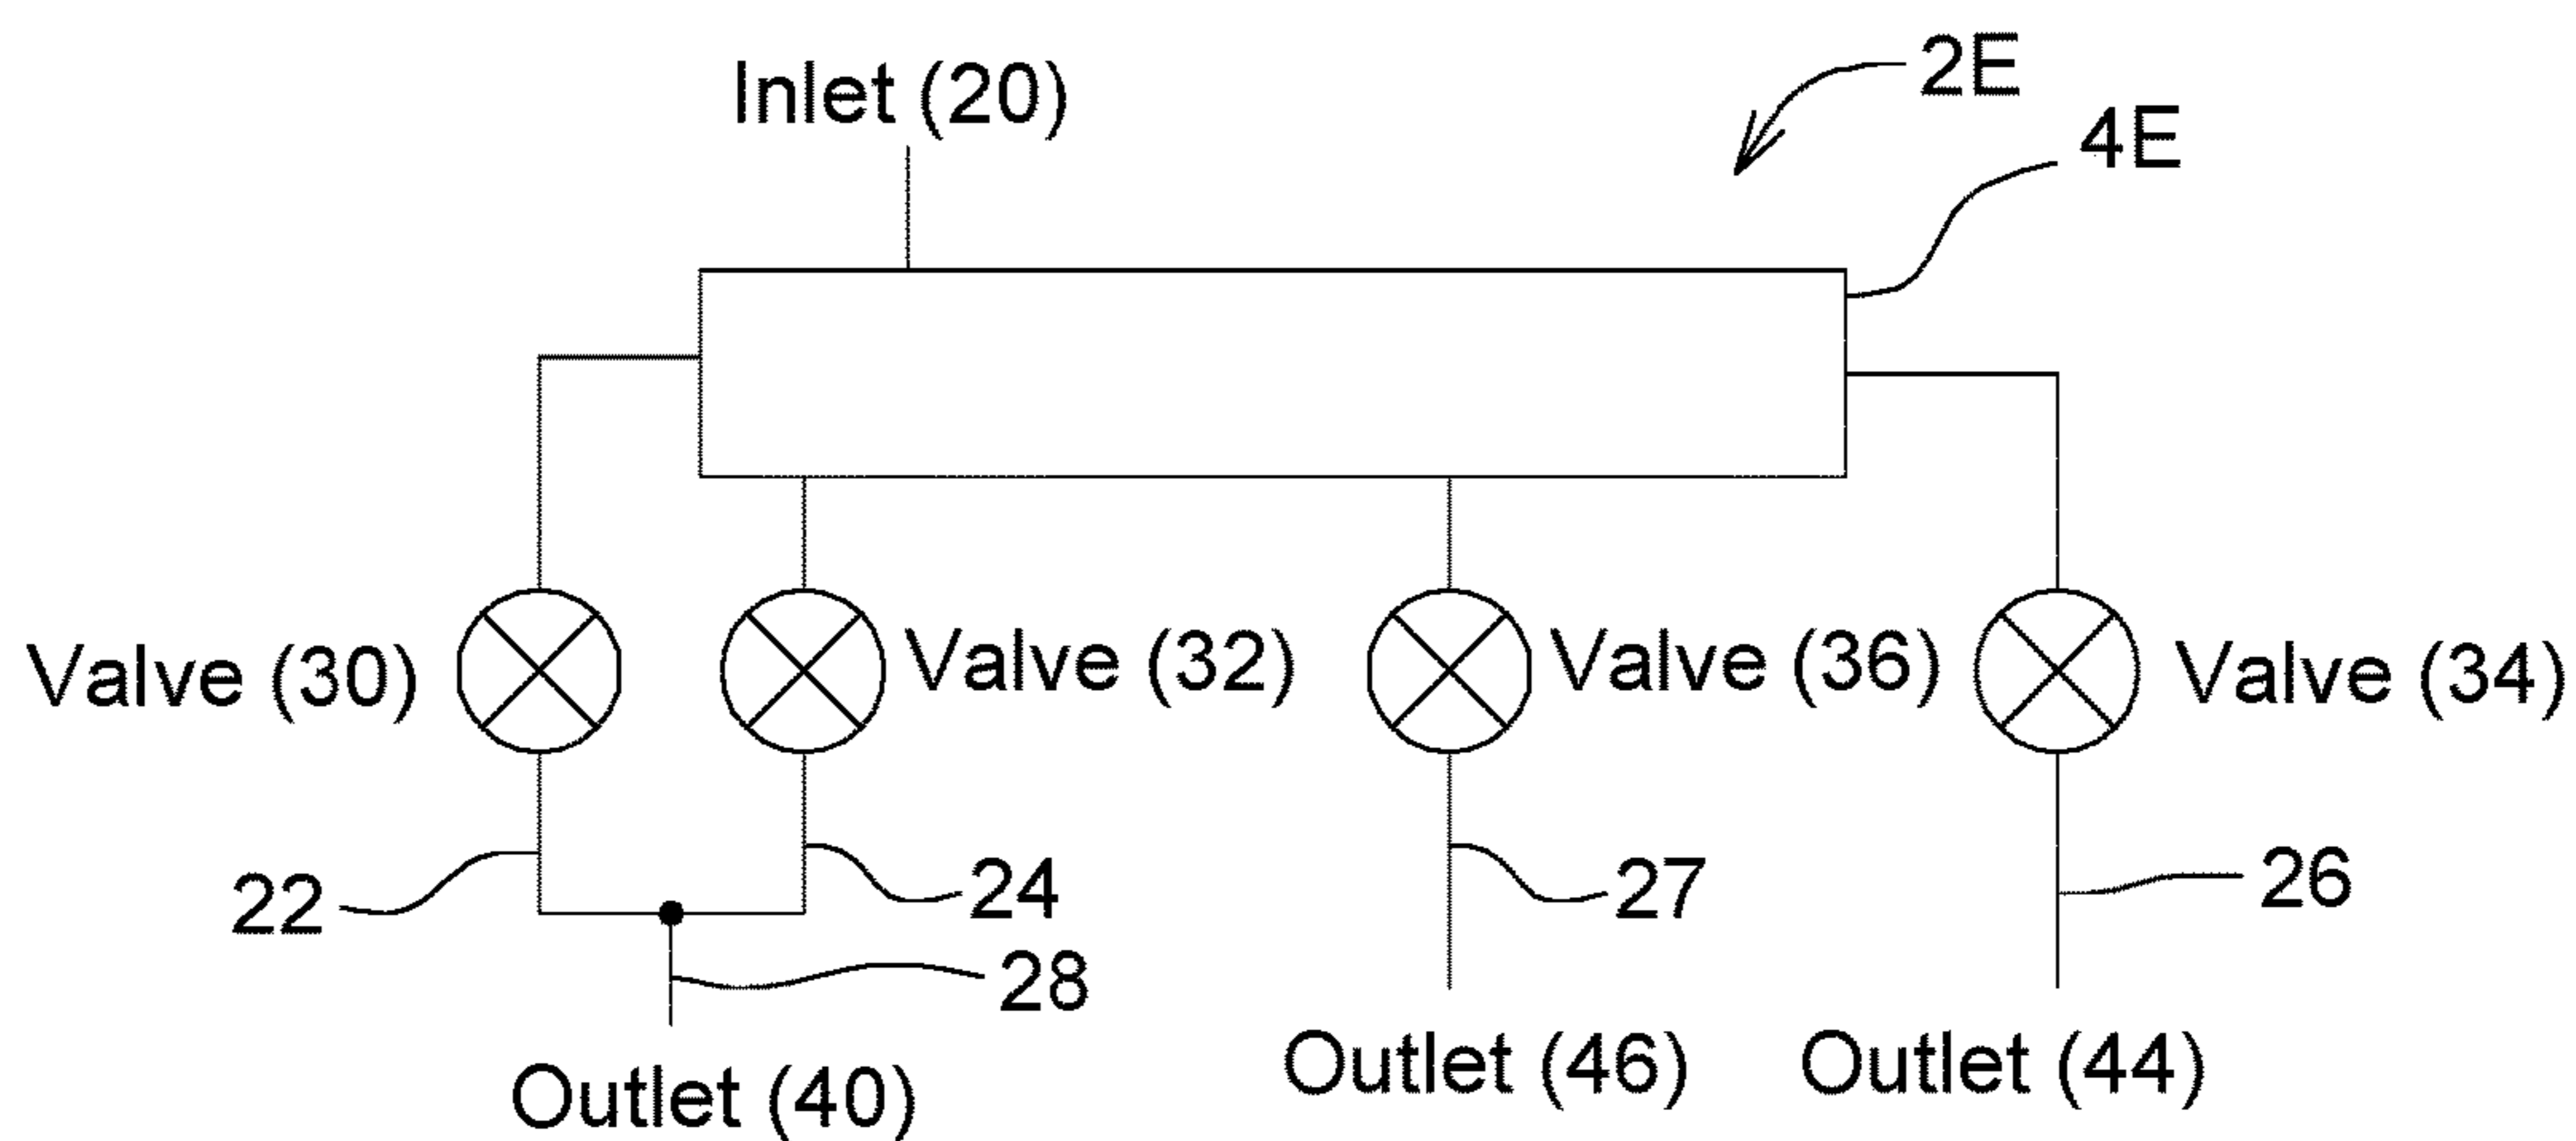 Inlet (20)
2E
4E
Valve (30)
Valve (32)
Valve (36)
Valve (34)
22
24
27
26
28
Outlet (40)
Outlet (46)
Outlet (44)